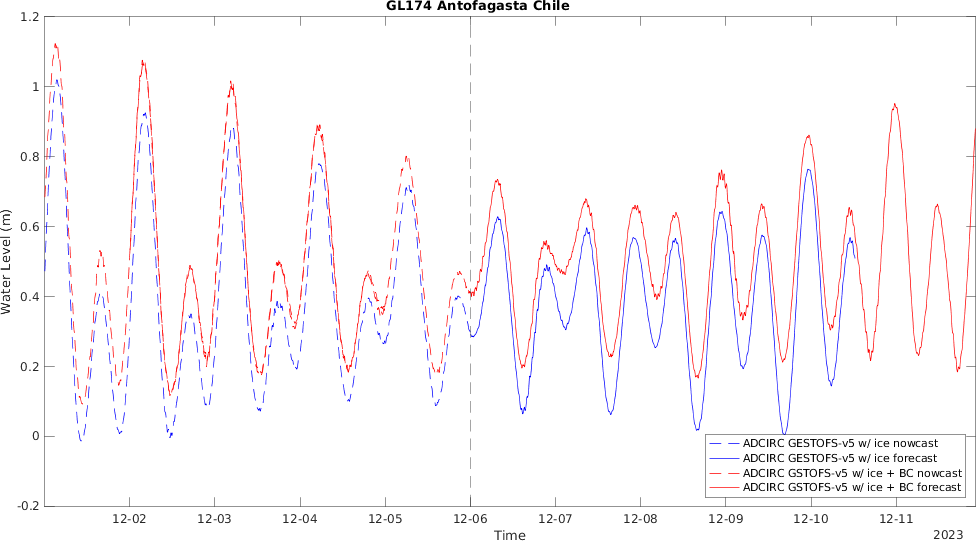 GL174 Antofagasta Chile
1.2
1
0.8
0.6
0.4
0.2
0
-0.2
Water Level (m)
ADCIRC GESTOFS-v5 w/ ice nowcast
ADCIRC GESTOFS-v5 w/ ice forecast
ADCIRC GSTOFS-v5 w/ ice + BC nowcast
ADCIRC GSTOFS-v5 w/ ice + BC forecast
12-02 12-03 12-04 12-05 12-06 12-07 12-08 12-09 12-10 12-11
Time
2023